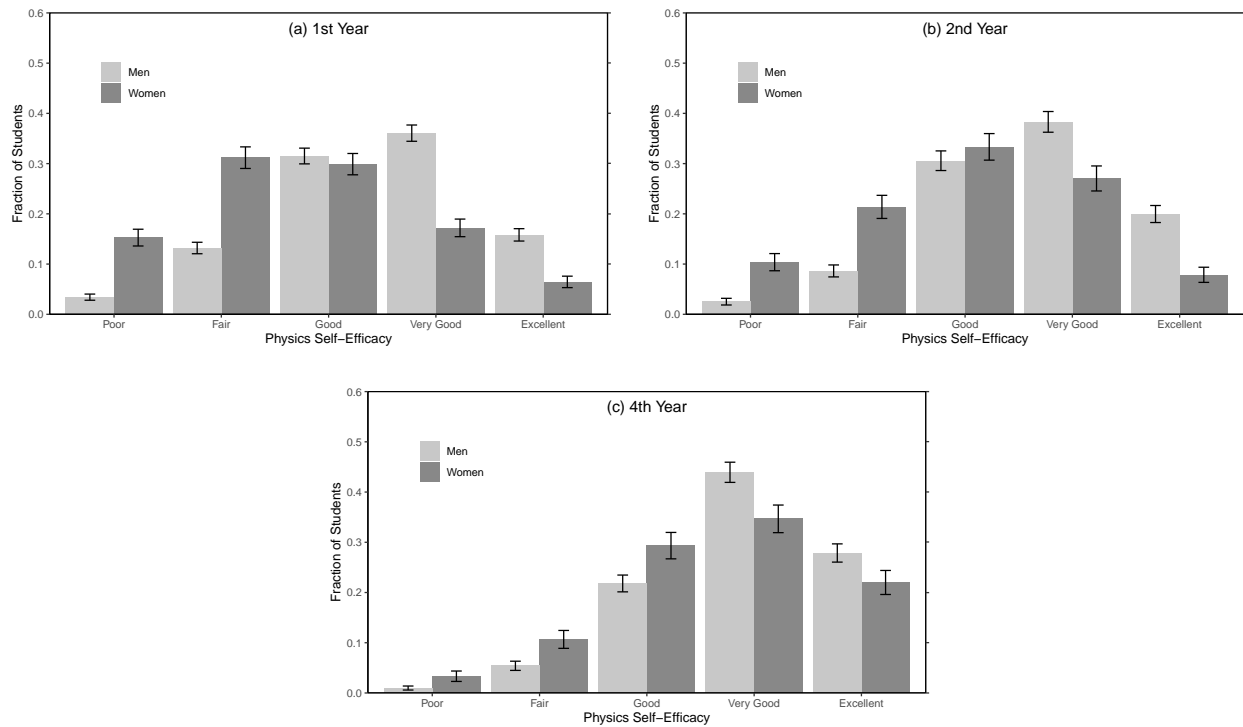 (a) 1st Year
Men
Women
Fraction of Students
0.6
0.5
0.4
0.3
0.2
0.1
0.0
Poor Fair Good Very Good Excellent
Physics Self−Efficacy
(b) 2nd Year
Men
Women
Fraction of Students
0.6
0.5
0.4
0.3
0.2
0.1
0.0
Poor Fair Good Very Good Excellent
Physics Self−Efficacy
(c) 4th Year
Men
Women
Fraction of Students
0.6
0.5
0.4
0.3
0.2
0.1
0.0
Poor Fair Good Very Good Excellent
Physics Self−Efficacy